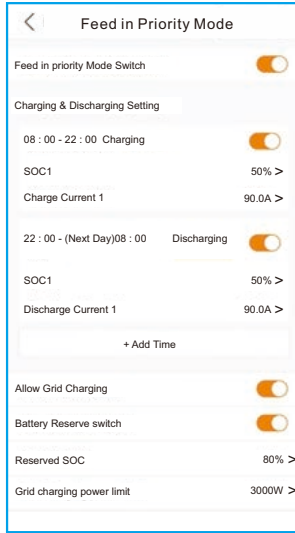 < Feed in Priority Mode
Feed in priority Mode Switch
Charging & Discharging Setting
08 : 00 - 22 : 00 Charging
SOC1 50% >
Charge Current 1 90.0A >
22 : 00 - (Next Day)08 : 00 Discharging
SOC1 50% >
Discharge Current 1 90.0A >
+ Add Time
Allow Grid Charging
Battery Reserve switch
Reserved SOC 80% >
Grid charging power limit 3000W >